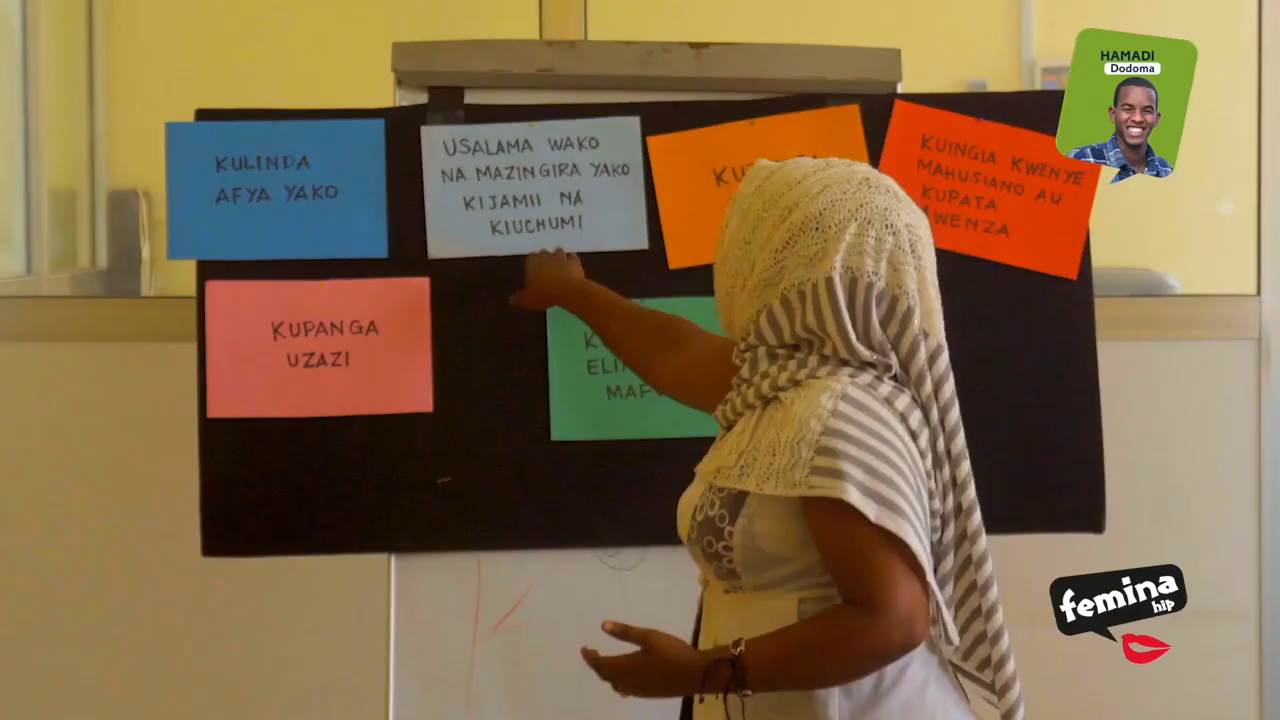 HAMADI
Dodoma
KULINDA
AFYA YAKO
USALAMA WAKO
NA MAZINGIRA YAKO
KIJAMII NA
KIUCHUMI
KUINGIA KWENYE
MAHUSIANO AU
KUPATA
MWENZA
KUPANGA
UZAZI
femina
hip